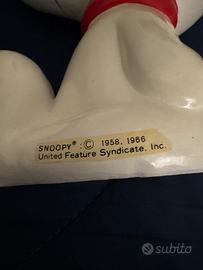 SNOOPY® :© 1958, 1966
United Feature Syndicate, Inc.
subito